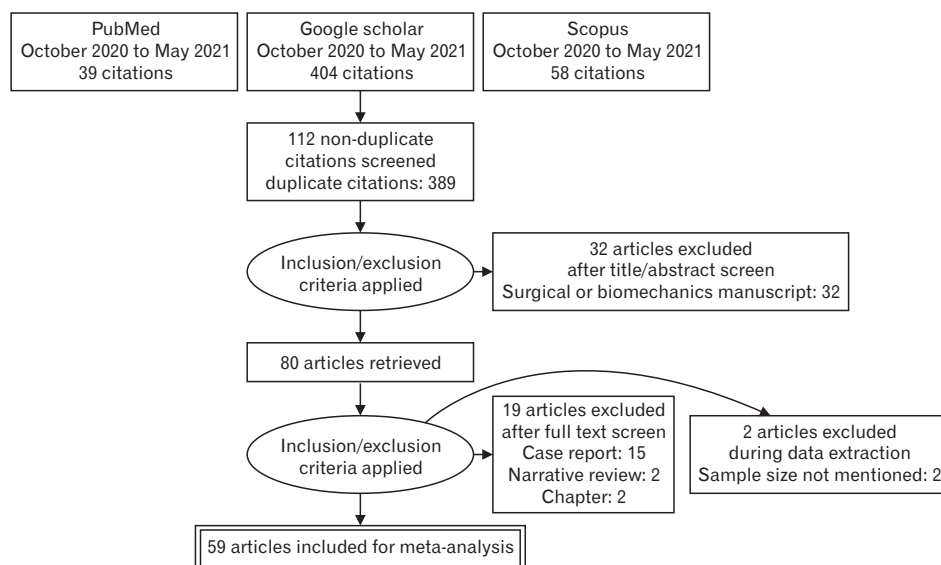 PubMed
October 2020 to May 2021
39 citations
Google scholar
October 2020 to May 2021
404 citations
Scopus
October 2020 to May 2021
58 citations
112 non-duplicate
citations screened
duplicate citations: 389
Inclusion/exclusion
criteria applied
32 articles excluded
after title/abstract screen
Surgical or biomechanics manuscript: 32
80 articles retrieved
Inclusion/exclusion
criteria applied
19 articles excluded
after full text screen
Case report: 15
Narrative review: 2
Chapter: 2
2 articles excluded
during data extraction
Sample size not mentioned: 2
59 articles included for meta-analysis